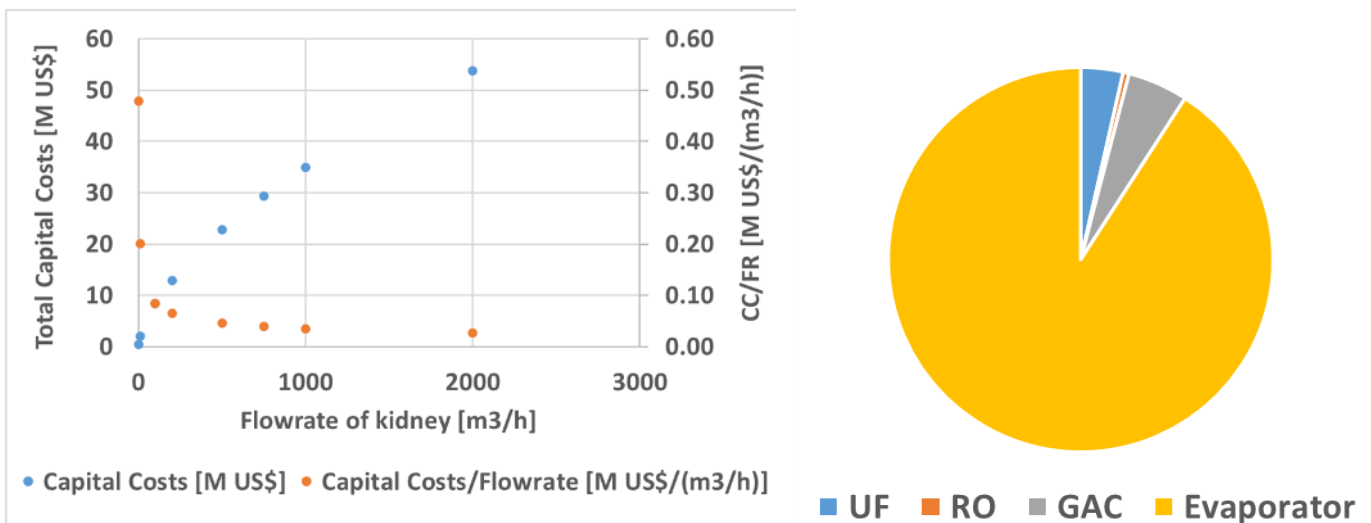 Total Capital Costs [M US$]
60
50
40
30
20
10
0
0.60
0.50
0.40
0.30
0.20
0.10
0.00
CC/FR [M US$/(m3/h)]
0 1000 2000 3000
Flowrate of kidney [m3/h]
Capital Costs [M US$] Capital Costs/Flowrate [M US$/(m3/h)]
UF RO GAC Evaporator